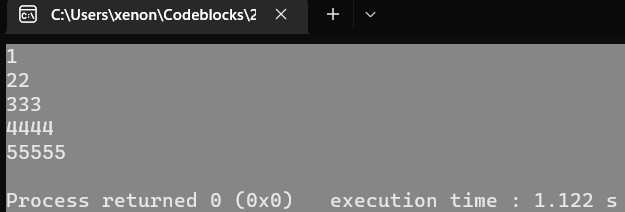 C:\Users\xenon\Codeblocks\2
1
22
333
4444
55555
Process returned 0 (0x0)   execution time : 1.122 s